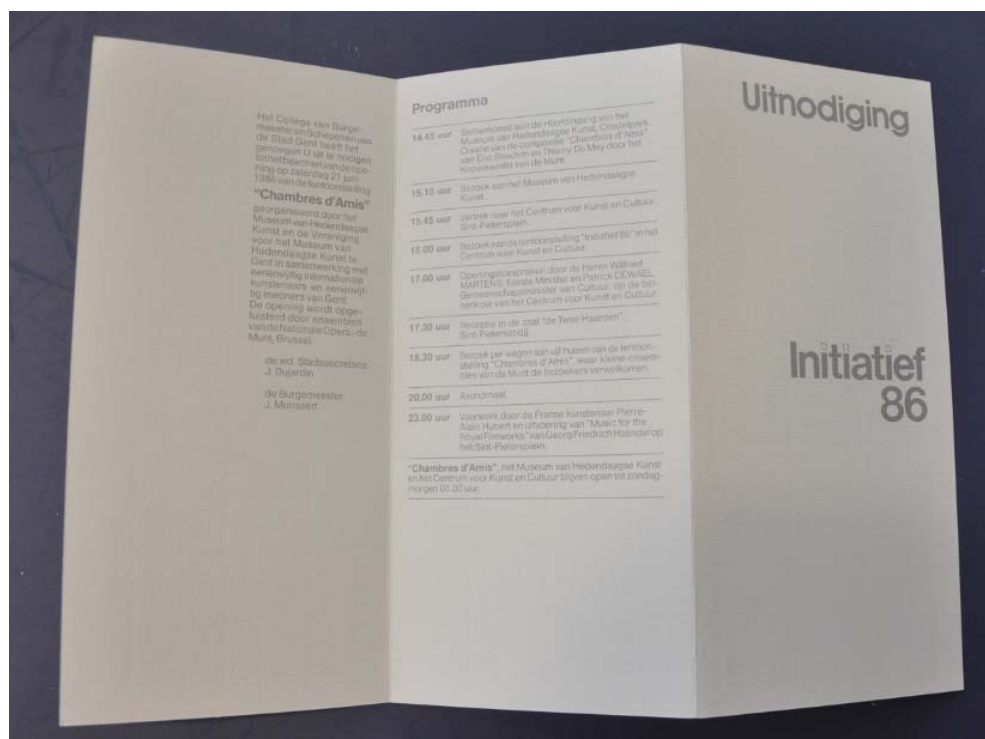 Het College van Burge-
meester en Schepenen van
de Stad Gent heeft het
genoegen U uit te nodigen
tot het bijwonen van de ope-
ning op zaterdag 21 juni
1986 van de tentoonstelling
"Chambres d'Amis"
georganiseerd door het
Museum van Hedendaagse
Kunst en de Vereniging
voor het Museum van
Hedendaagse Kunst te
Gent in samenwerking met
eenenvijftig internationale
kunstenaars en eenenvijf-
tig inwoners van Gent.
De opening wordt opge-
luisterd door ensembles
van de Nationale Opera - de
Munt, Brussel.
de wd. Stadssecretaris
J. Dujardin
de Burgemeester
J. Monsaert
Programma
14.45 uur Samenkomst aan de Hoofdingang van het
Museum van Hedendaagse Kunst, Citadelpark.
Creatie van de compositie "Chambres d'Amis"
van Eric Sleichim en Thierry De Mey door het
Koperkwintet van de Munt.
15.10 uur Bezoek aan het Museum van Hedendaagse
Kunst.
15.45 uur Vertrek naar het Centrum voor Kunst en Cultuur,
Sint-Pietersplein.
16.00 uur Bezoek aan de tentoonstelling "Initiatief 86" in het
Centrum voor Kunst en Cultuur.
17.00 uur Openingstoespraken door de Heren Wilfried
MARTENS, Eerste Minister en Patrick DEWAEL,
Gemeenschapsminister van Cultuur, op de bin-
nenkoer van het Centrum voor Kunst en Cultuur.
17.30 uur Receptie in de zaal "de Twee Haarden",
Sint-Pietersabdij.
18.30 uur Bezoek per wagen aan vijf huizen van de tentoon-
stelling "Chambres d'Amis", waar kleine ensem-
bles van de Munt de bezoekers verwelkomen.
20.00 uur Avondmaal.
23.00 uur Vuurwerk door de Franse kunstenaar Pierre-
Alain Hubert en uitvoering van "Music for the
Royal Fireworks" van Georg Friedrich Haendel op
het Sint-Pietersplein.
"Chambres d'Amis", het Museum van Hedendaagse Kunst
en het Centrum voor Kunst en Cultuur blijven open tot zondag-
morgen 01.00 uur.
Uitnodiging
Initiatief
86